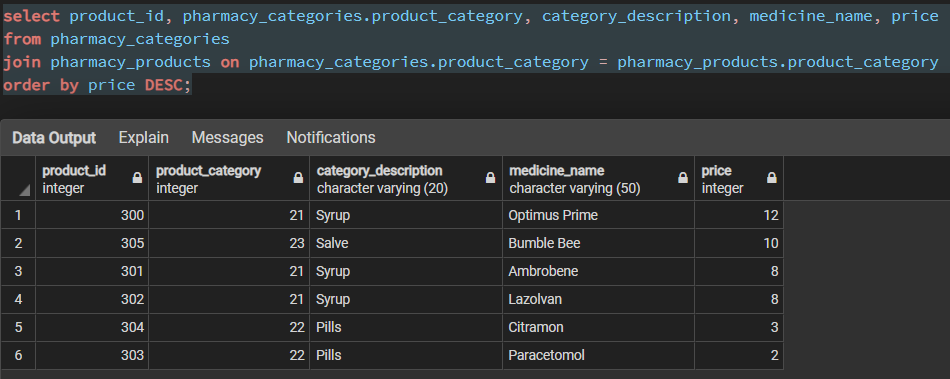 select product_id, pharmacy_categories.product_category, category_description, medicine_name, price
from pharmacy_categories
join pharmacy_products on pharmacy_categories.product_category = pharmacy_products.product_category
order by price DESC;
Data Output Explain Messages Notifications
product_id product_category category_description medicine_name price
integer integer character varying (20) character varying (50) integer
1 300 21 Syrup Optimus Prime 12
2 305 23 Salve Bumble Bee 10
3 301 21 Syrup Ambrobene 8
4 302 21 Syrup Lazolvan 8
5 304 22 Pills Citramon 3
6 303 22 Pills Paracetomol 2